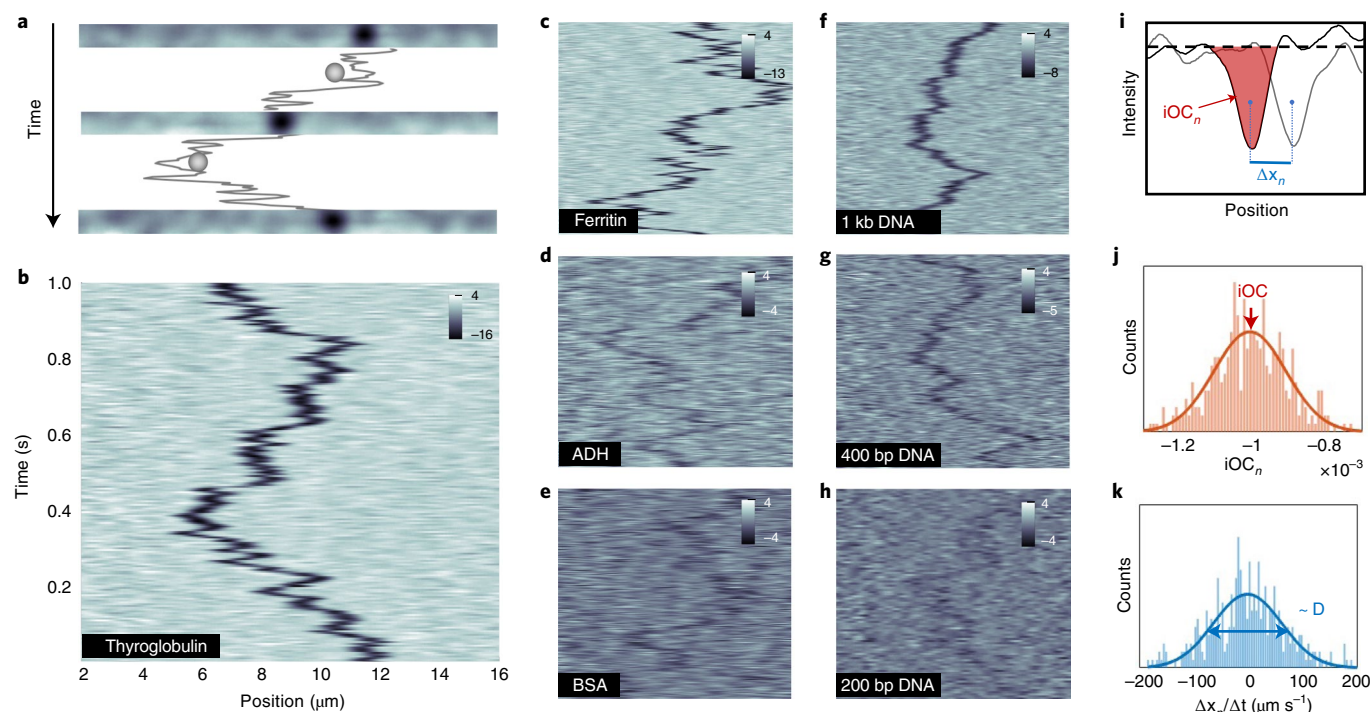 a
Time
b
1.0
0.8
0.6
0.4
0.2
Time (s)
4
−16
Thyroglobulin
2
4
6
8
10
12
14
16
Position (μm)
c
4
−13
Ferritin
d
4
−4
ADH
e
4
−4
BSA
f
4
−8
1 kb DNA
g
4
−5
400 bp DNA
h
4
−4
200 bp DNA
i
Intensity
iOCn
Δxn
Position
j
Counts
iOC
−1.2
−1
−0.8
iOCn
×10−3
k
Counts
~ D
−200
−100
0
100
200
Δxn/Δt (μm s−1)